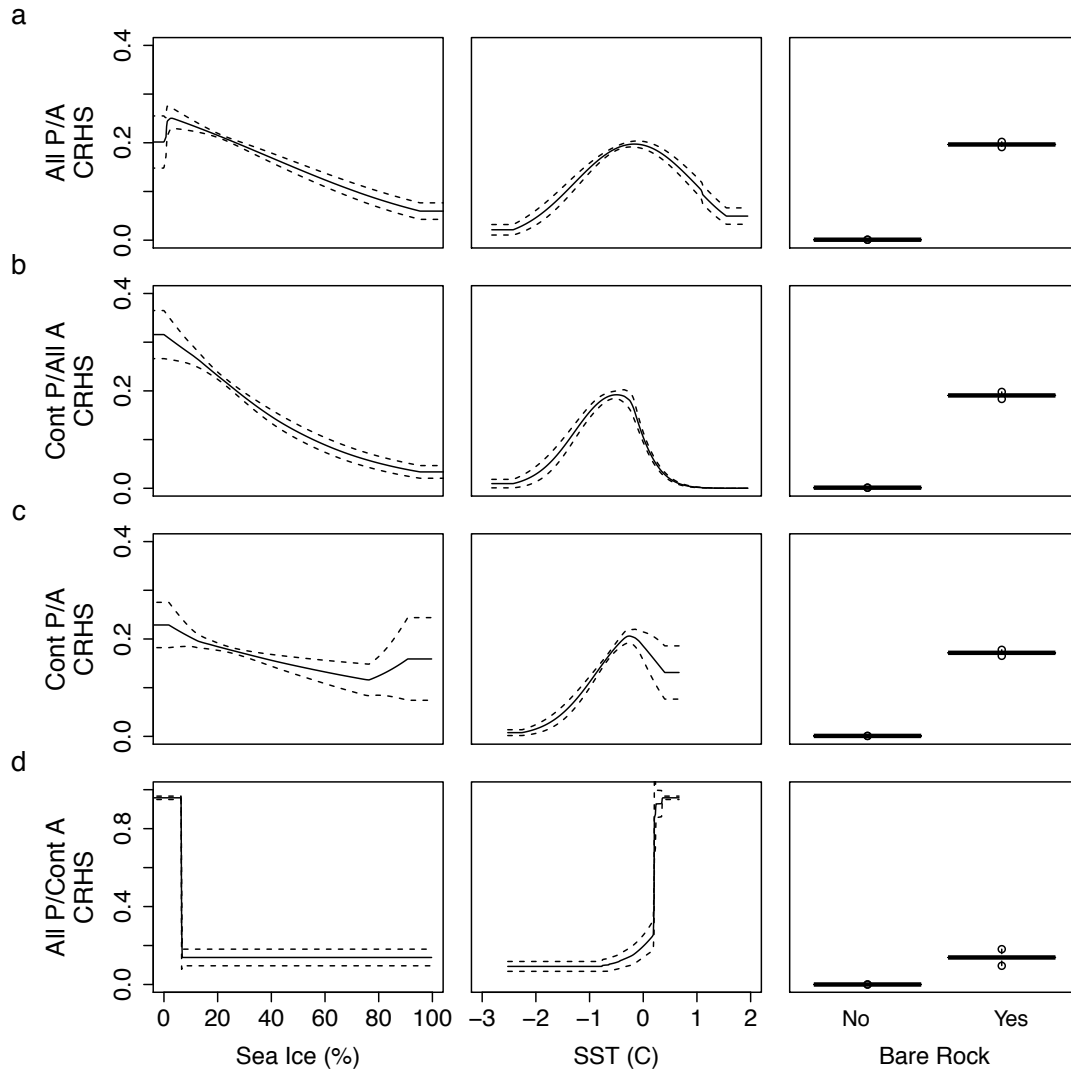 a
All P/A
CRHS
0.0 0.2 0.4
b
Cont P/All A
CRHS
0.0 0.2 0.4
c
Cont P/A
CRHS
0.0 0.2 0.4
d
All P/Cont A
CRHS
0.0 0.4 0.8
0 20 40 60 80 100
Sea Ice (%)
−3 −2 −1 0 1 2
SST (C)
No Yes
Bare Rock